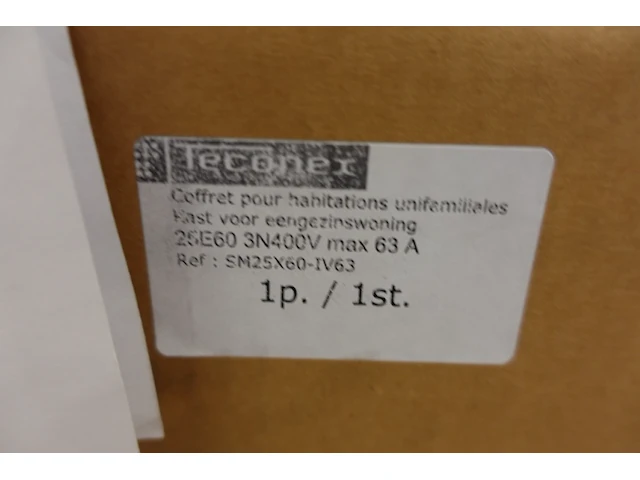 Teconex
Coffret pour habitations unifamiliales
Kast voor eengezinswoning
25E60 3N400V max 63 A
Ref : SM25X60-IV63
1p. / 1st.